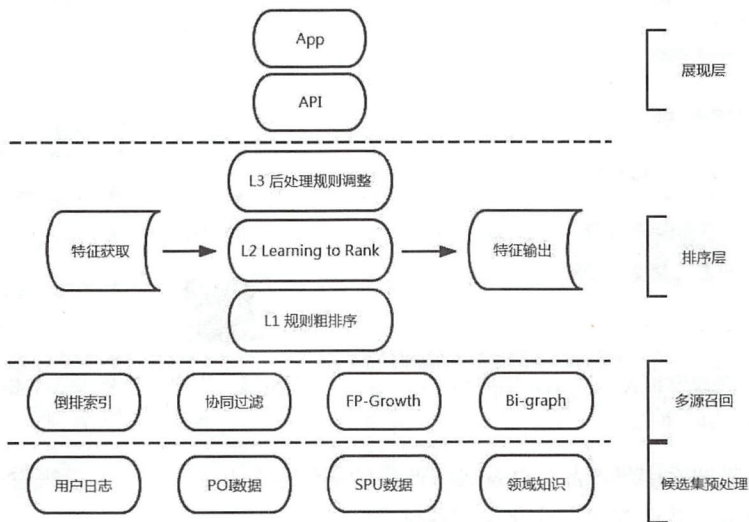 App
展现层
API
L3 后处理规则调整
特征获取
L2 Learning to Rank
特征输出
排序层
L1 规则粗排序
倒排索引
协同过滤
FP-Growth
Bi-graph
多源召回
用户日志
POI数据
SPU数据
领域知识
候选集预处理